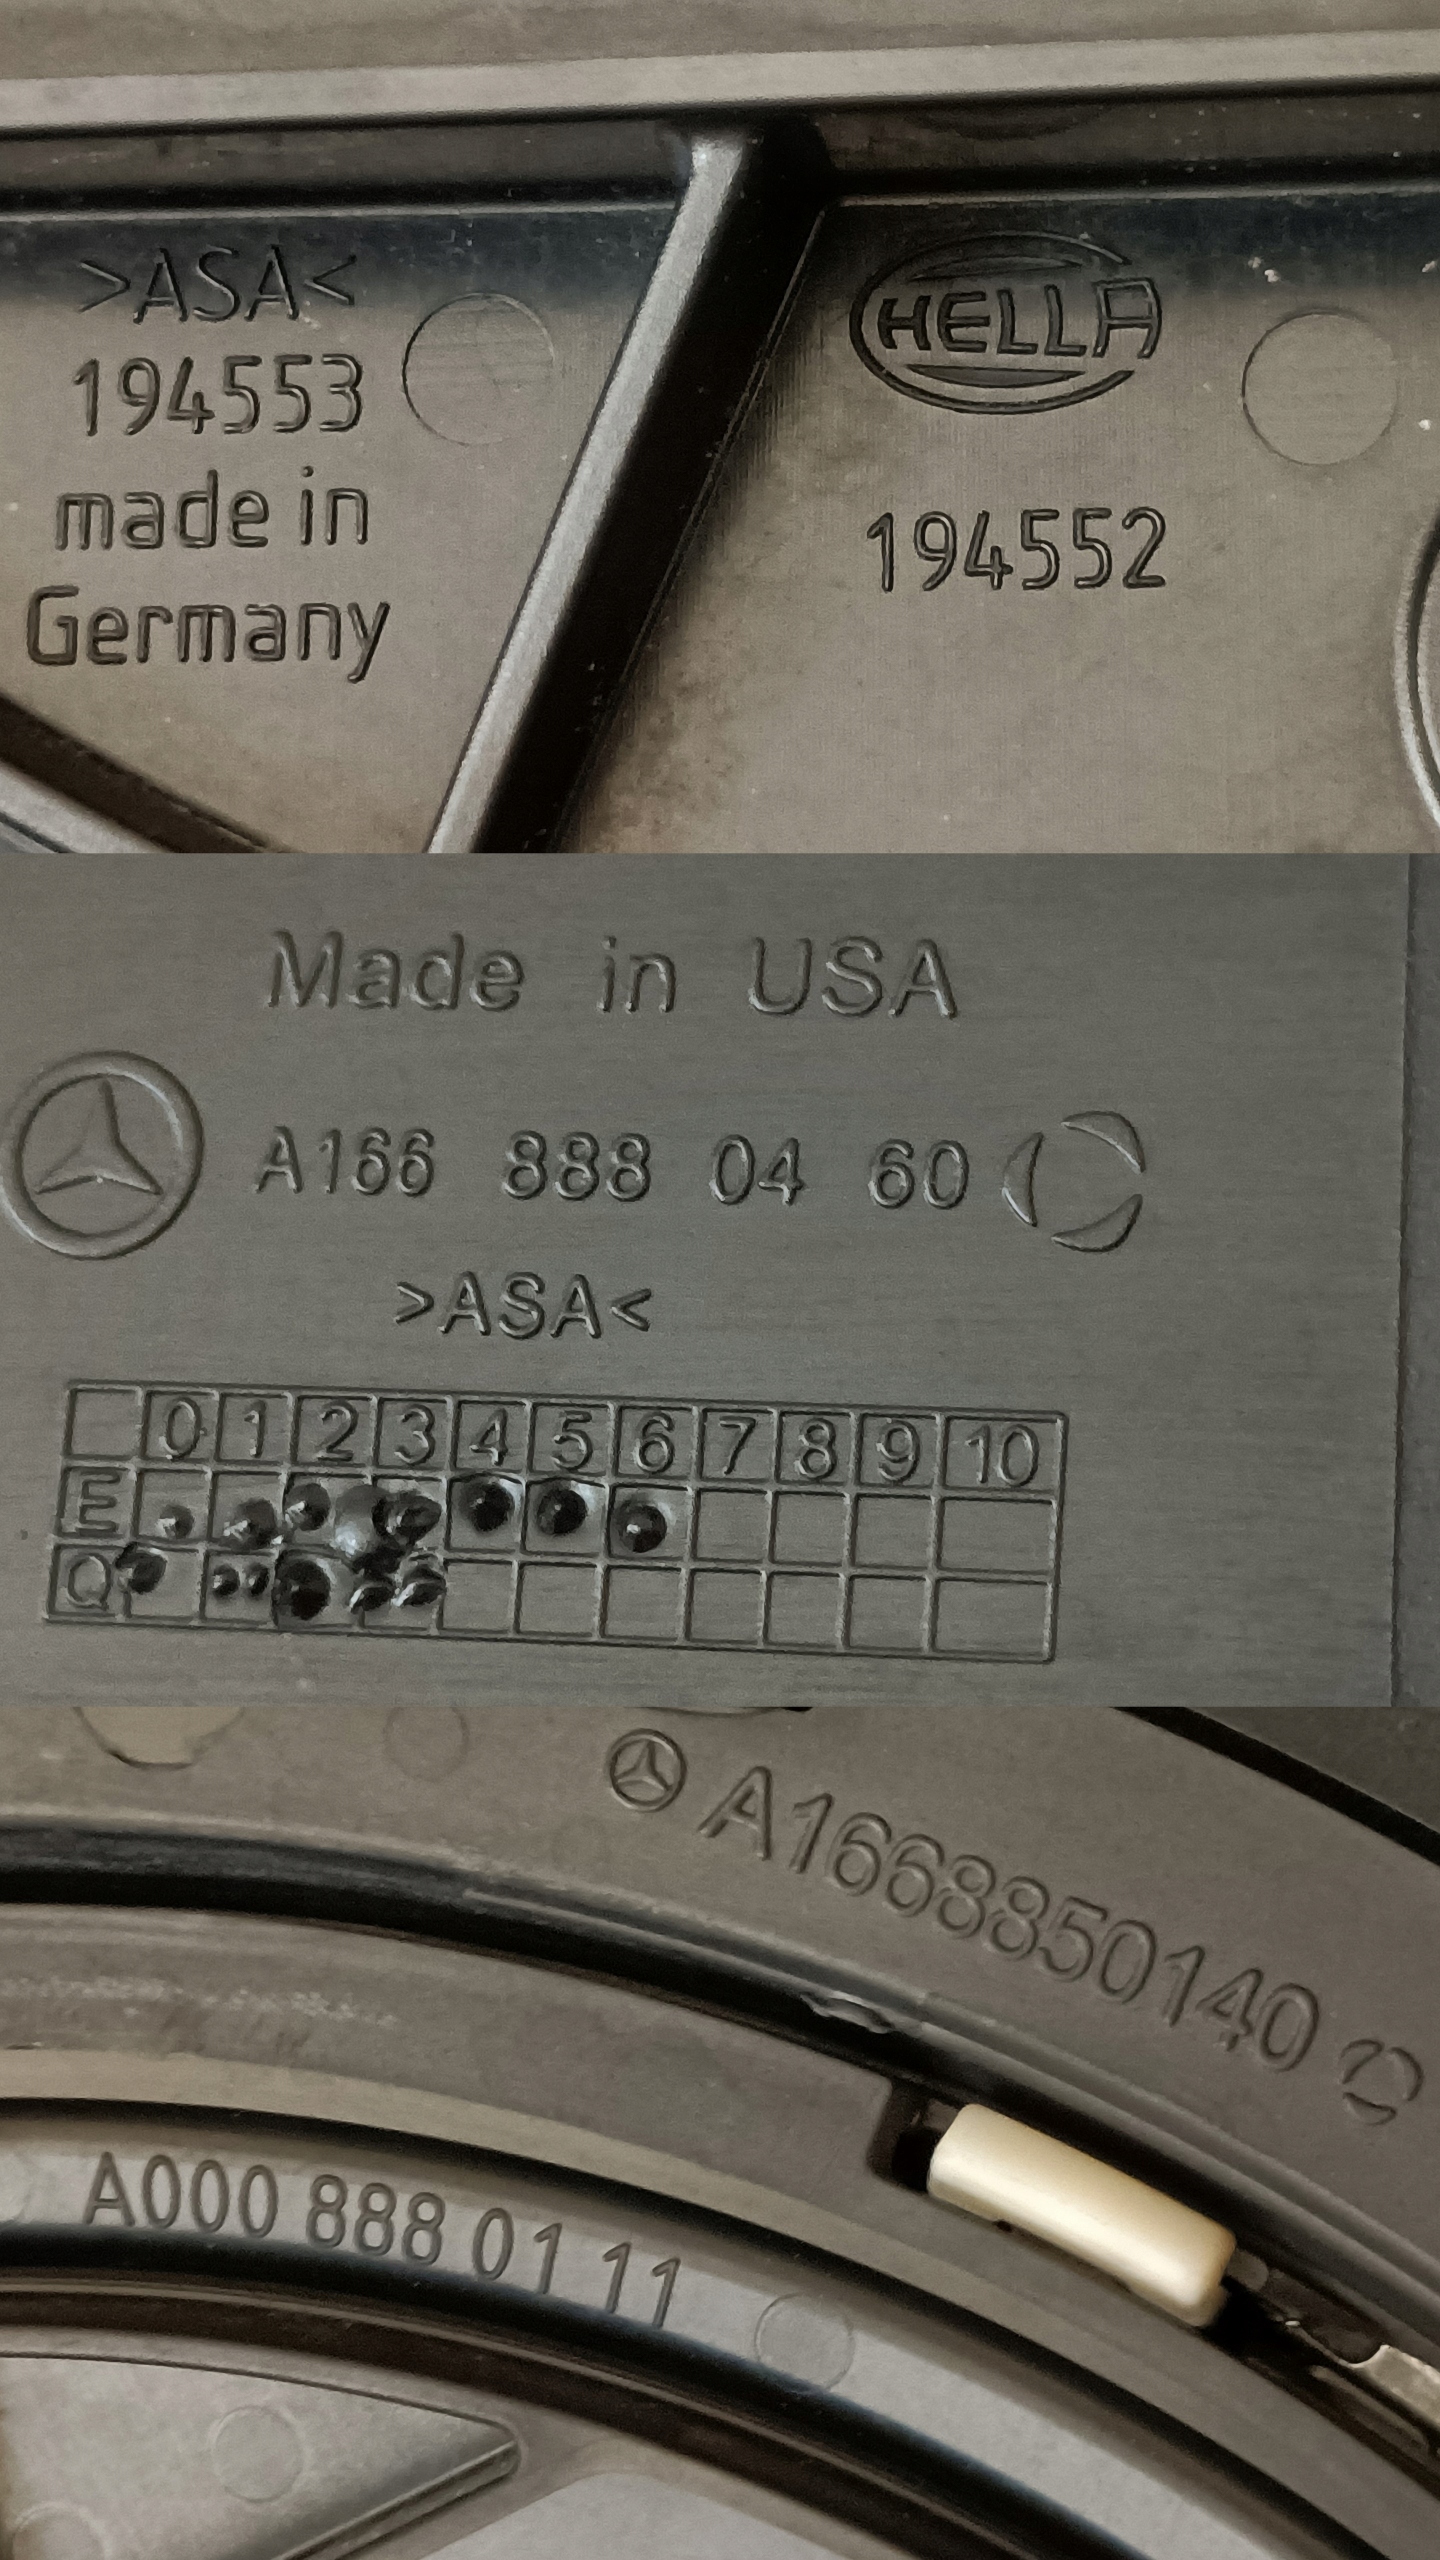 >ASA<
194553
made in
Germany
HELLA
194552
Made in USA
A166 888 04 60
>ASA<
0 1 2 3 4 5 6 7 8 9 10
E
Q
A1668850140
A000 888 01 11